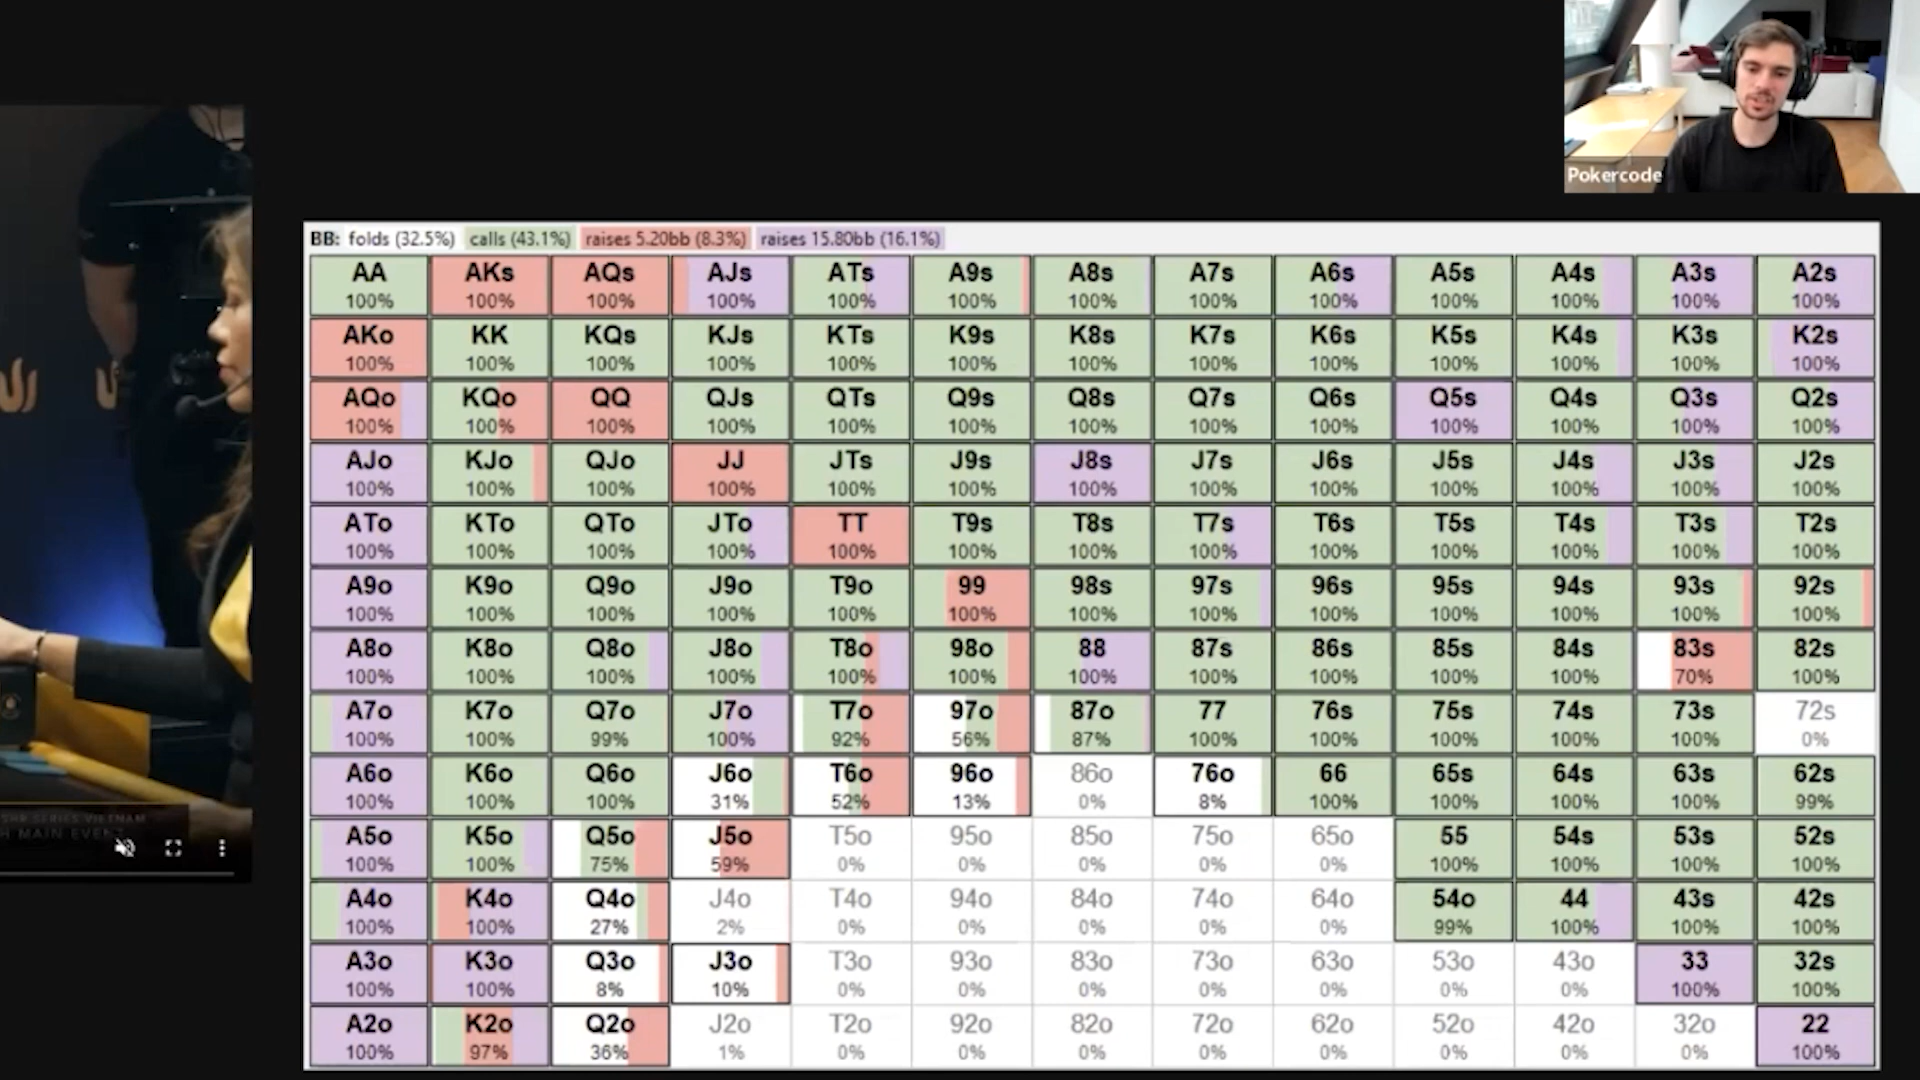 Pokercode
BB: folds (32.5%) calls (43.1%) raises 5.20bb (8.3%) raises 15.80bb (16.1%)
AA AKs AQs AJs ATs A9s A8s A7s A6s A5s A4s A3s A2s
100% 100% 100% 100% 100% 100% 100% 100% 100% 100% 100% 100% 100%
AKo KK KQs KJs KTs K9s K8s K7s K6s K5s K4s K3s K2s
100% 100% 100% 100% 100% 100% 100% 100% 100% 100% 100% 100% 100%
AQo KQo QQ QJs QTs Q9s Q8s Q7s Q6s Q5s Q4s Q3s Q2s
100% 100% 100% 100% 100% 100% 100% 100% 100% 100% 100% 100% 100%
AJo KJo QJo JJ JTs J9s J8s J7s J6s J5s J4s J3s J2s
100% 100% 100% 100% 100% 100% 100% 100% 100% 100% 100% 100% 100%
ATo KTo QTo JTo TT T9s T8s T7s T6s T5s T4s T3s T2s
100% 100% 100% 100% 100% 100% 100% 100% 100% 100% 100% 100% 100%
A9o K9o Q9o J9o T9o 99 98s 97s 96s 95s 94s 93s 92s
100% 100% 100% 100% 100% 100% 100% 100% 100% 100% 100% 100% 100%
A8o K8o Q8o J8o T8o 98o 88 87s 86s 85s 84s 83s 82s
100% 100% 100% 100% 100% 100% 100% 100% 100% 100% 100% 70% 100%
A7o K7o Q7o J7o T7o 97o 87o 77 76s 75s 74s 73s 72s
100% 100% 99% 100% 92% 56% 87% 100% 100% 100% 100% 100% 0%
A6o K6o Q6o J6o T6o 96o 86o 76o 66 65s 64s 63s 62s
100% 100% 100% 31% 52% 13% 0% 8% 100% 100% 100% 100% 99%
A5o K5o Q5o J5o T5o 95o 85o 75o 65o 55 54s 53s 52s
100% 100% 75% 59% 0% 0% 0% 0% 0% 100% 100% 100% 100%
A4o K4o Q4o J4o T4o 94o 84o 74o 64o 54o 44 43s 42s
100% 100% 27% 2% 0% 0% 0% 0% 0% 99% 100% 100% 100%
A3o K3o Q3o J3o T3o 93o 83o 73o 63o 53o 43o 33 32s
100% 100% 8% 10% 0% 0% 0% 0% 0% 0% 0% 100% 100%
A2o K2o Q2o J2o T2o 92o 82o 72o 62o 52o 42o 32o 22
100% 97% 36% 1% 0% 0% 0% 0% 0% 0% 0% 0% 100%
SERIES VIETNAM
MAIN EVENT